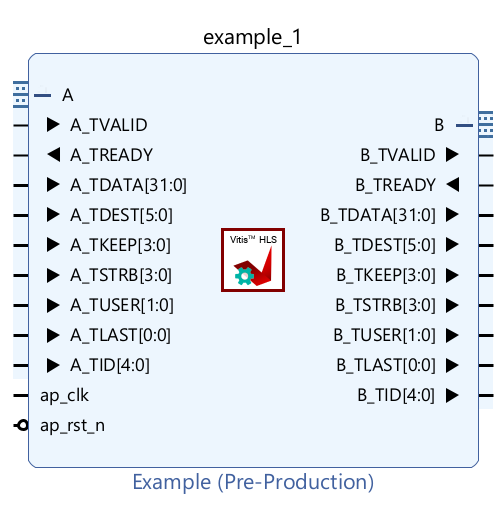 example_1
A
A_TVALID
A_TREADY
A_TDATA[31:0]
A_TDEST[5:0]
A_TKEEP[3:0]
A_TSTRB[3:0]
A_TUSER[1:0]
A_TLAST[0:0]
A_TID[4:0]
ap_clk
ap_rst_n
Vitis™ HLS
B
B_TVALID
B_TREADY
B_TDATA[31:0]
B_TDEST[5:0]
B_TKEEP[3:0]
B_TSTRB[3:0]
B_TUSER[1:0]
B_TLAST[0:0]
B_TID[4:0]
Example (Pre-Production)